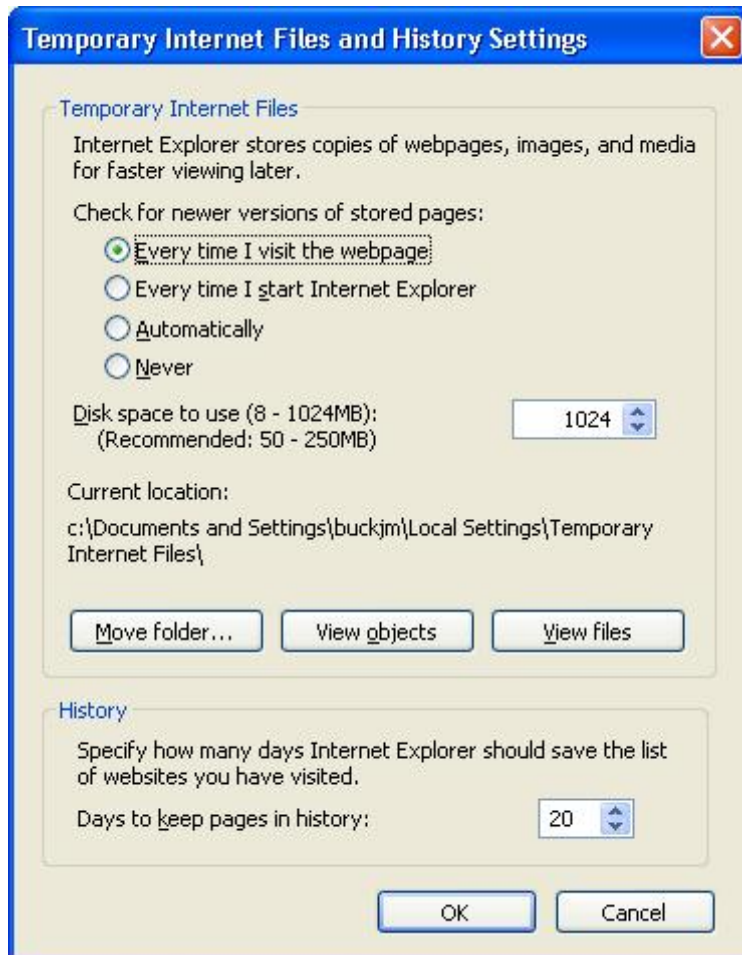 Temporary Internet Files and History Settings
Temporary Internet Files
Internet Explorer stores copies of webpages, images, and media
for faster viewing later.
Check for newer versions of stored pages:
Every time I visit the webpage
Every time I start Internet Explorer
Automatically
Never
Disk space to use (8 - 1024MB):
(Recommended: 50 - 250MB)
1024
Current location:
c:\Documents and Settings\buckjm\Local Settings\Temporary
Internet Files\
Move folder... View objects View files
History
Specify how many days Internet Explorer should save the list
of websites you have visited.
Days to keep pages in history: 20
OK Cancel